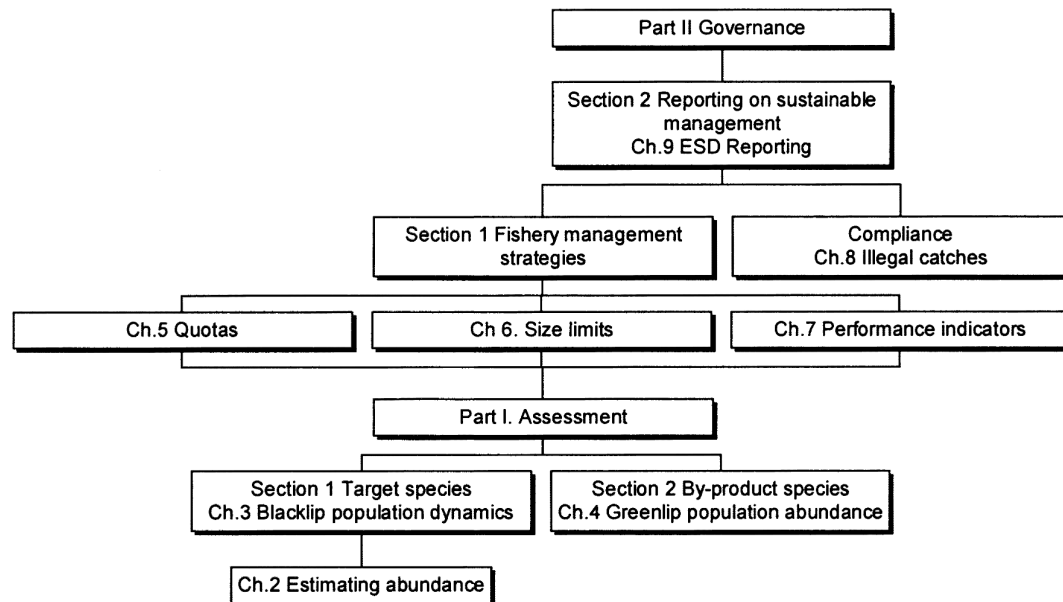 Part II Governance
Section 2 Reporting on sustainable
management
Ch.9 ESD Reporting
Section 1 Fishery management
strategies
Compliance
Ch.8 Illegal catches
Ch.5 Quotas
Ch 6. Size limits
Ch.7 Performance indicators
Part I. Assessment
Section 1 Target species
Ch.3 Blacklip population dynamics
Section 2 By-product species
Ch.4 Greenlip population abundance
Ch.2 Estimating abundance